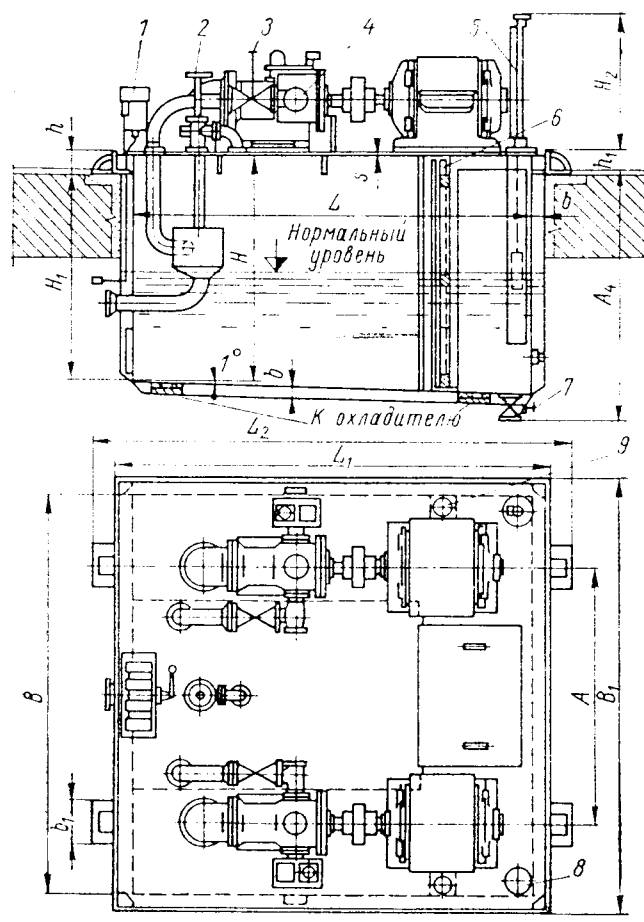 1
2
3
4
5
H₂
h
6
h₁
s
L
b
Нормальный
уровень
H₁
H
A₄
1°
b
К охладителю
7
L₂
L₁
9
B
A
B₁
b₁
8